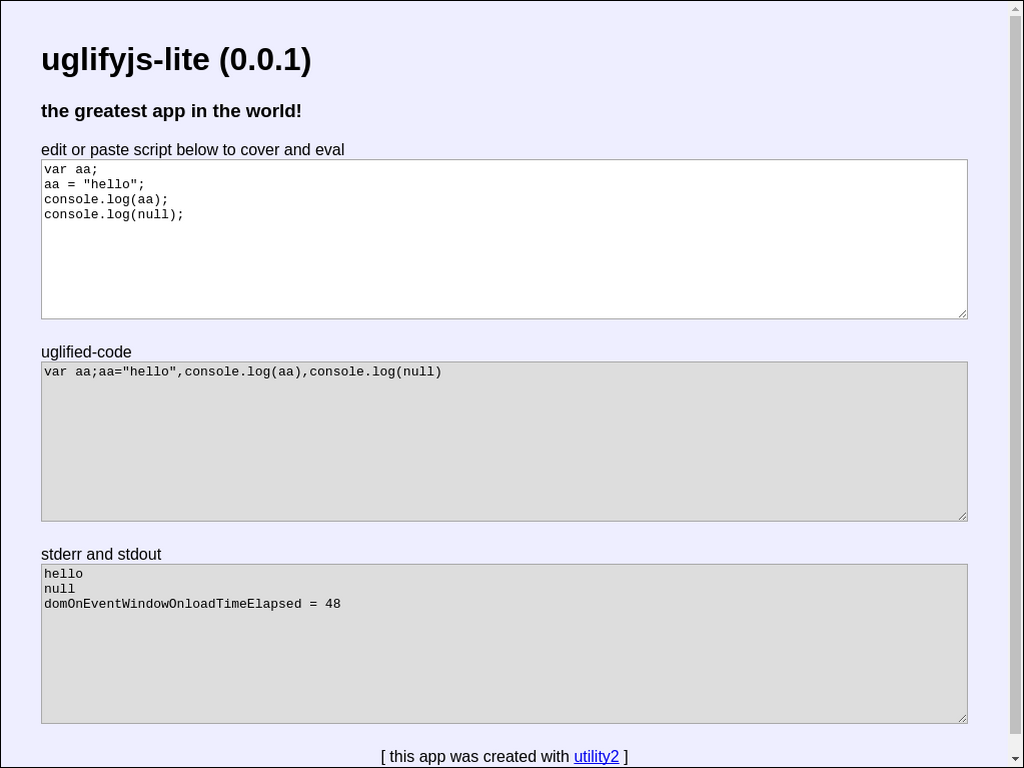 uglifyjs-lite (0.0.1)
the greatest app in the world!
edit or paste script below to cover and eval
var aa;
aa = "hello";
console.log(aa);
console.log(null);
uglified-code
var aa;aa="hello",console.log(aa),console.log(null)
stderr and stdout
hello
null
domOnEventWindowOnloadTimeElapsed = 48
[ this app was created with utility2 ]